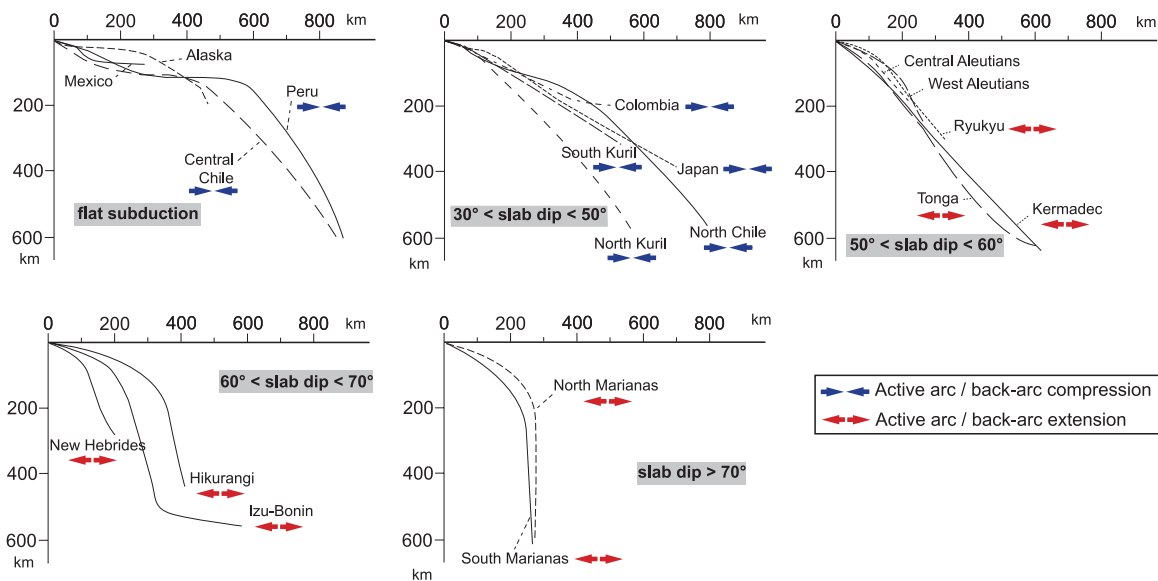 0 200 400 600 800 km
Alaska
Mexico
Peru
200
Central
Chile
400
flat subduction
600
km
0 200 400 600 800 km
Colombia
200
South Kuril
Japan
400
30° < slab dip < 50°
North Chile
600
North Kuril
km
0 200 400 600 800 km
Central Aleutians
West Aleutians
200
Ryukyu
400
Tonga
Kermadec
600
50° < slab dip < 60°
km
0 200 400 600 800 km
60° < slab dip < 70°
200
New Hebrides
400
Hikurangi
Izu-Bonin
600
km
0 200 400 600 800 km
North Marianas
200
400
slab dip > 70°
South Marianas
600
km
Active arc / back-arc compression
Active arc / back-arc extension